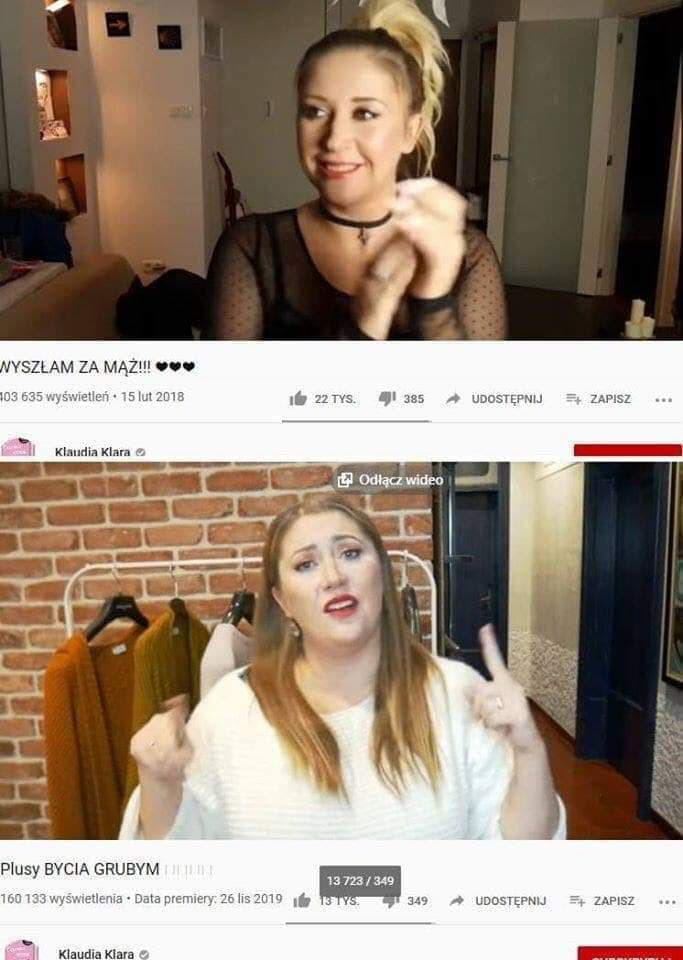 WYSZŁAM ZA MĄŻ!!! ♥♥♥
403 635 wyświetleń • 15 lut 2018
22 TYS. 385 UDOSTĘPNIJ ZAPISZ ...
Klaudia Klara
Odłącz wideo
Plusy BYCIA GRUBYM
13 723 / 349
160 133 wyświetlenia • Data premiery: 26 lis 2019
13 TYS. 349 UDOSTĘPNIJ ZAPISZ ...
Klaudia Klara